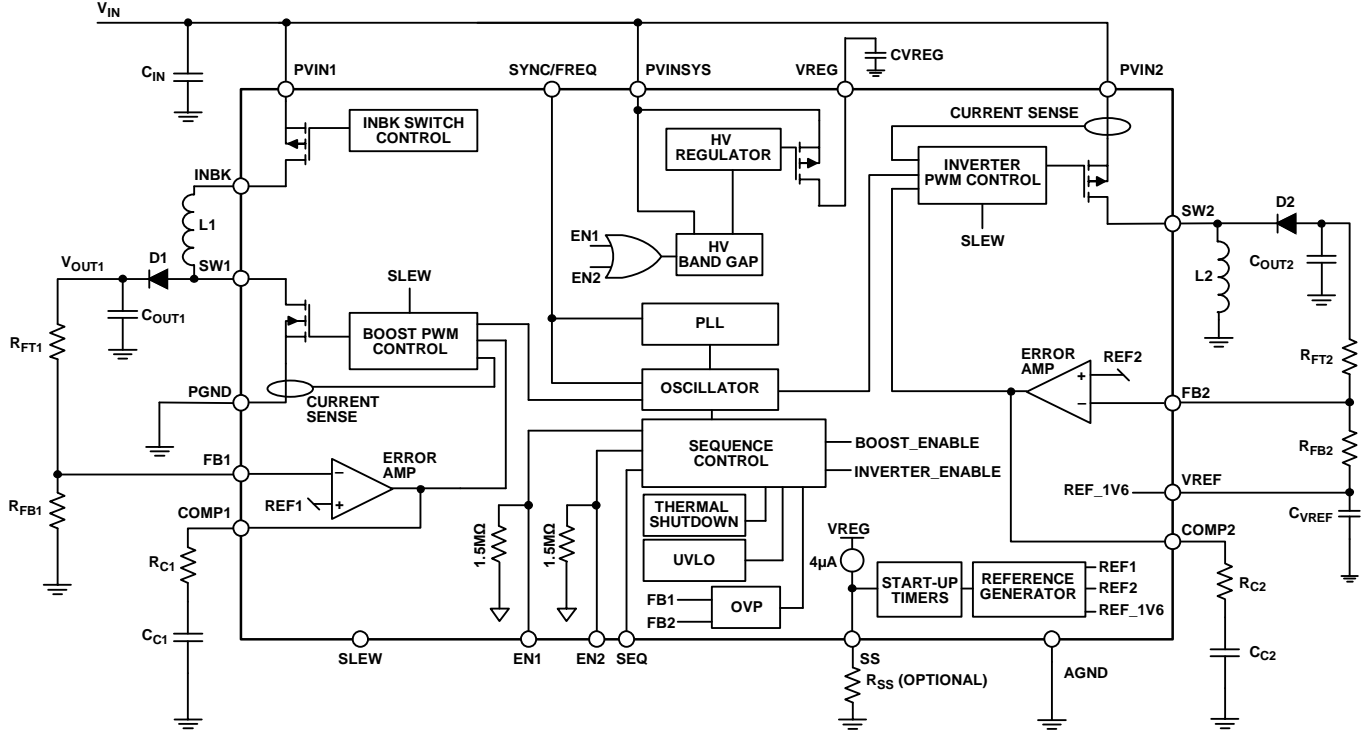 VIN
CIN
PVIN1
SYNC/FREQ
PVINSYS
VREG
CVREG
PVIN2
INBK SWITCH
CONTROL
HV
REGULATOR
CURRENT SENSE
INVERTER
PWM CONTROL
INBK
L1
EN1
EN2
HV
BAND GAP
SLEW
SW2
D2
L2
COUT2
VOUT1
D1
SW1
COUT1
SLEW
BOOST PWM
CONTROL
PLL
OSCILLATOR
RFT1
PGND
CURRENT
SENSE
ERROR
AMP
REF2
+
−
RFT2
FB2
SEQUENCE
CONTROL
BOOST_ENABLE
INVERTER_ENABLE
FB1
ERROR
AMP
−
+
REF1
RFB1
COMP1
RFB2
REF_1V6
VREF
CVREF
COMP2
RC1
CC1
1.5MΩ
1.5MΩ
THERMAL
SHUTDOWN
UVLO
FB1
FB2
OVP
VREG
4µA
START-UP
TIMERS
REFERENCE
GENERATOR
REF1
REF2
REF_1V6
RC2
CC2
SLEW
EN1
EN2
SEQ
SS
RSS (OPTIONAL)
AGND